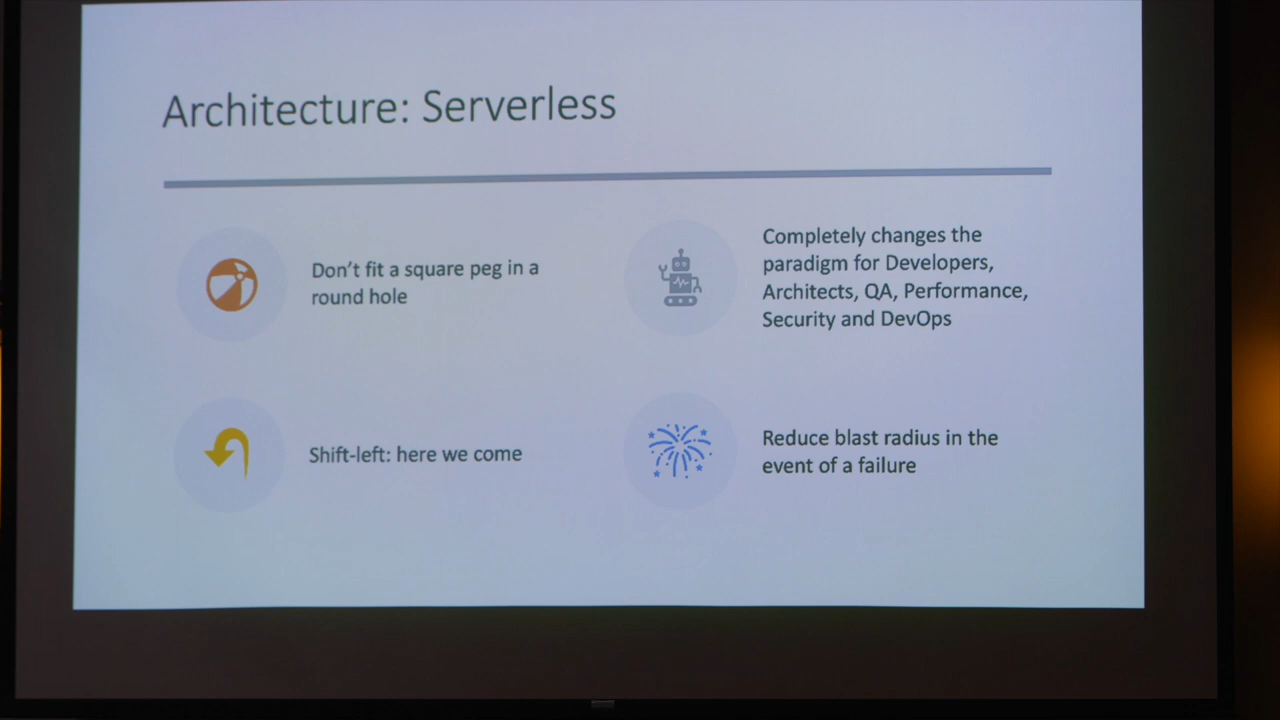 Architecture: Serverless
Don't fit a square peg in a
round hole
Completely changes the
paradigm for Developers,
Architects, QA, Performance,
Security and DevOps
Shift-left: here we come
Reduce blast radius in the
event of a failure